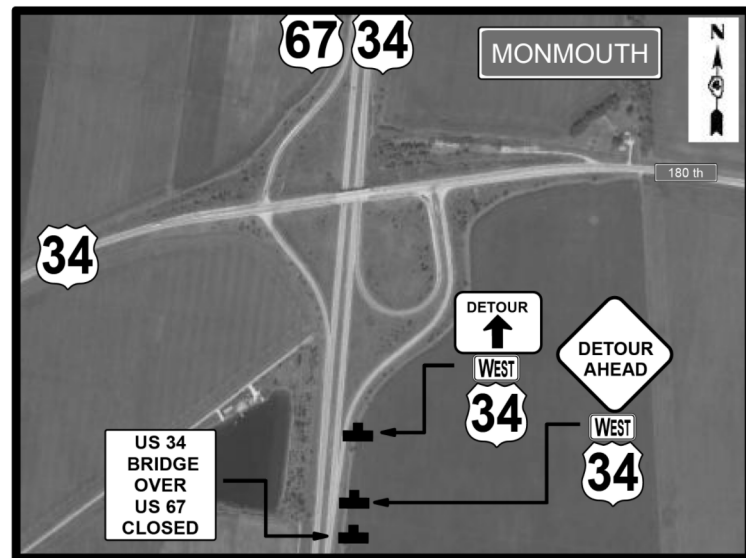 67 34
MONMOUTH
N
180 th
34
DETOUR
WEST
34
DETOUR
AHEAD
WEST
34
US 34
BRIDGE
OVER
US 67
CLOSED